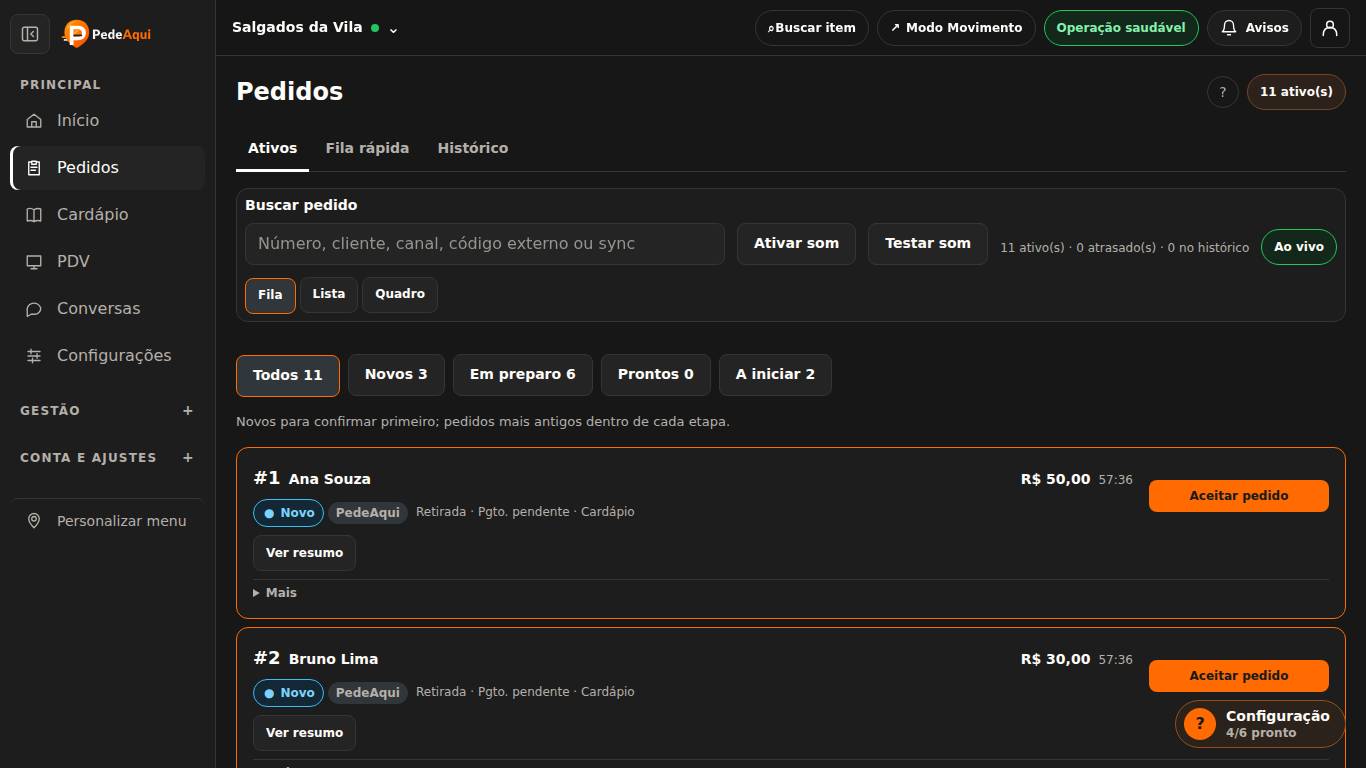 PedeAqui
PRINCIPAL
Início
Pedidos
Cardápio
PDV
Conversas
Configurações
GESTÃO +
CONTA E AJUSTES +
Personalizar menu
Salgados da Vila
Buscar item
Modo Movimento
Operação saudável
Avisos
Pedidos
?
11 ativo(s)
Ativos Fila rápida Histórico
Buscar pedido
Número, cliente, canal, código externo ou sync
Ativar som
Testar som
11 ativo(s) · 0 atrasado(s) · 0 no histórico
Ao vivo
Fila Lista Quadro
Todos 11 Novos 3 Em preparo 6 Prontos 0 A iniciar 2
Novos para confirmar primeiro; pedidos mais antigos dentro de cada etapa.
#1 Ana Souza R$ 50,00 57:36
Aceitar pedido
Novo PedeAqui Retirada · Pgto. pendente · Cardápio
Ver resumo
Mais
#2 Bruno Lima R$ 30,00 57:36
Aceitar pedido
Novo PedeAqui Retirada · Pgto. pendente · Cardápio
Ver resumo
?
Configuração
4/6 pronto